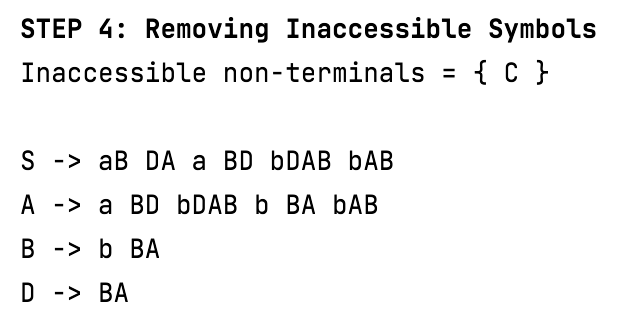 STEP 4: Removing Inaccessible Symbols
Inaccessible non-terminals = { C }
S -> aB DA a BD bDAB bAB
A -> a BD bDAB b BA bAB
B -> b BA
D -> BA